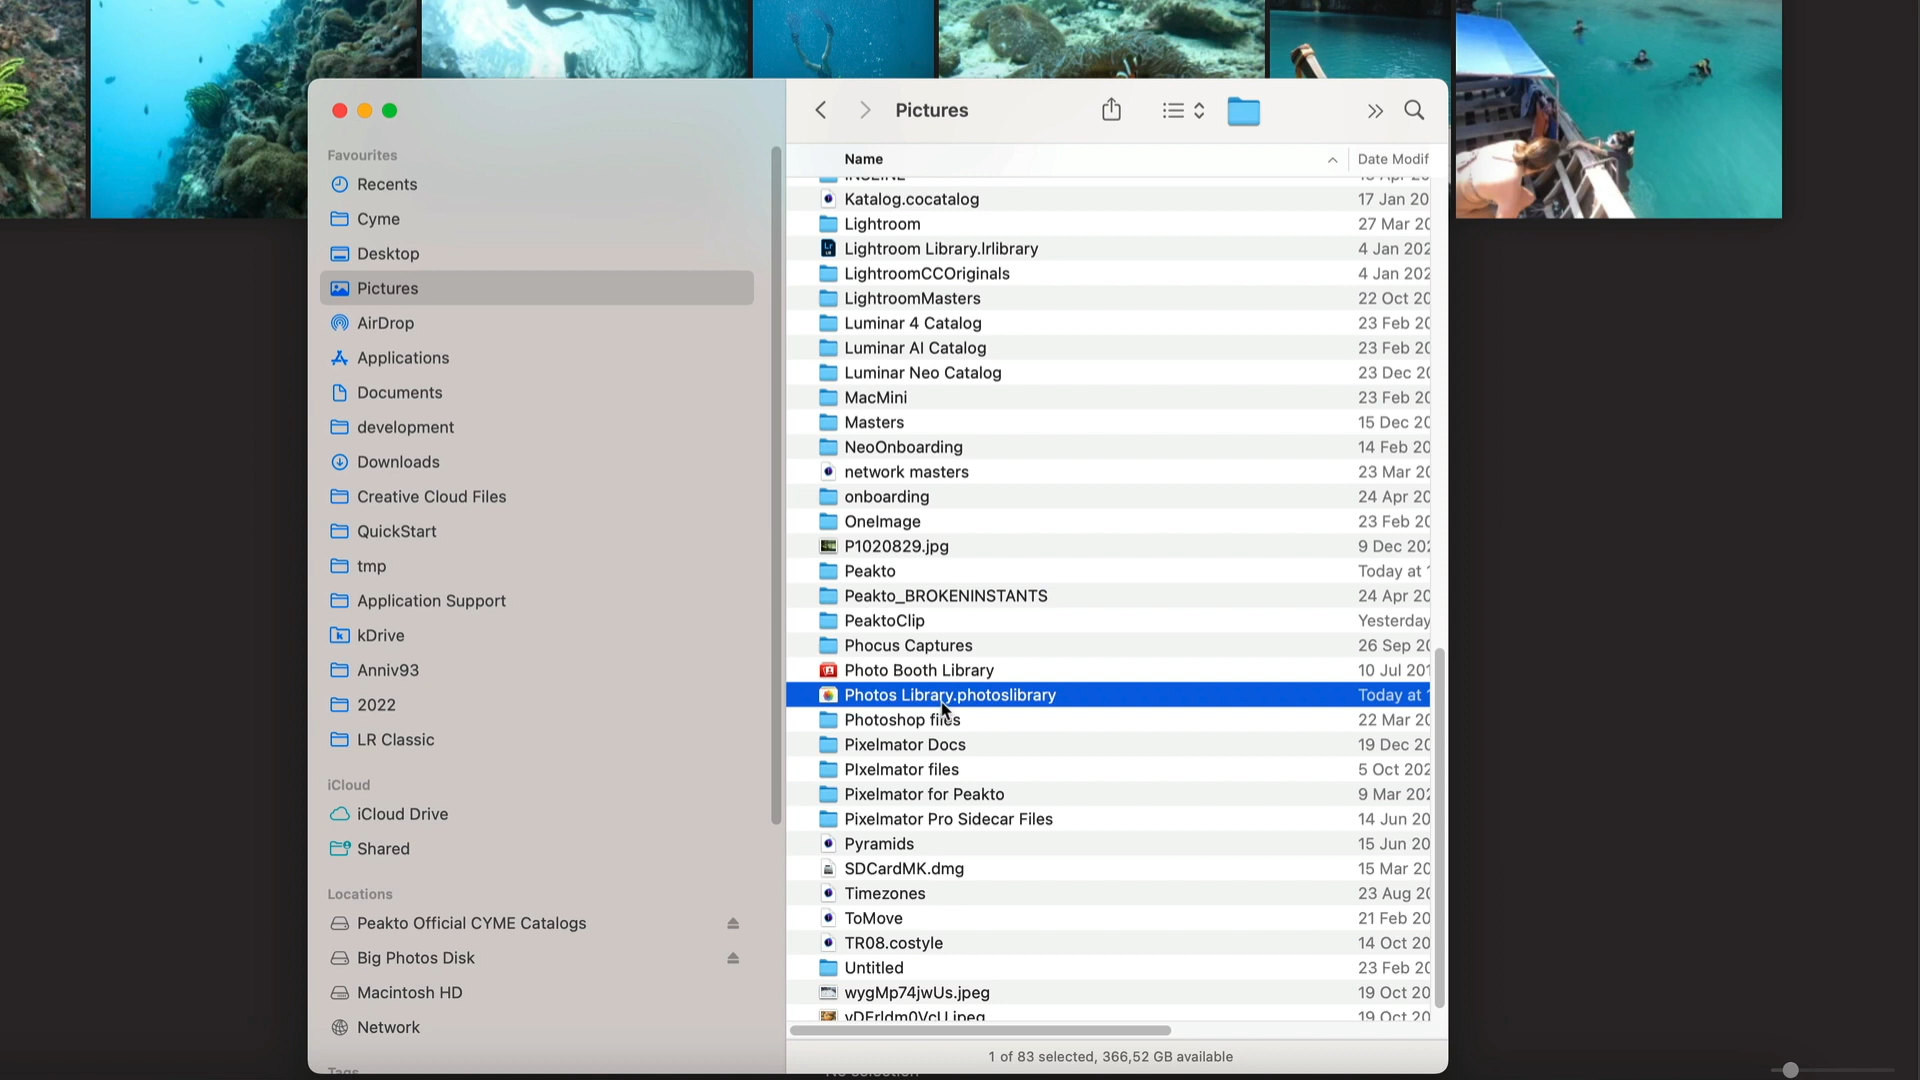 Pictures
Favourites
Recents
Cyme
Desktop
Pictures
AirDrop
Applications
Documents
development
Downloads
Creative Cloud Files
QuickStart
tmp
Application Support
kDrive
Anniv93
2022
LR Classic
iCloud
iCloud Drive
Shared
Locations
Peakto Official CYME Catalogs
Big Photos Disk
Macintosh HD
Network
Tags
Name Date Modif
Katalog.cocatalog 17 Jan 20
Lightroom 27 Mar 20
Lightroom Library.lrlibrary 4 Jan 202
LightroomCCOriginals 4 Jan 202
LightroomMasters 22 Oct 20
Luminar 4 Catalog 23 Feb 20
Luminar AI Catalog 23 Feb 20
Luminar Neo Catalog 23 Dec 20
MacMini 23 Feb 20
Masters 15 Dec 20
NeoOnboarding 14 Feb 20
network masters 23 Mar 20
onboarding 24 Apr 20
OneImage 23 Feb 20
P1020829.jpg 9 Dec 202
Peakto Today at
Peakto_BROKENINSTANTS 24 Apr 20
PeaktoClip Yesterday
Phocus Captures 26 Sep 20
Photo Booth Library 10 Jul 201
Photos Library.photoslibrary Today at
Photoshop files 22 Mar 20
Pixelmator Docs 19 Dec 20
PIxelmator files 5 Oct 202
Pixelmator for Peakto 9 Mar 202
Pixelmator Pro Sidecar Files 14 Jun 20
Pyramids 15 Jun 20
SDCardMK.dmg 15 Mar 20
Timezones 23 Aug 20
ToMove 21 Feb 20
TR08.costyle 14 Oct 20
Untitled 23 Feb 20
wygMp74jwUs.jpeg 19 Oct 20
19 Oct 20
1 of 83 selected, 366,52 GB available